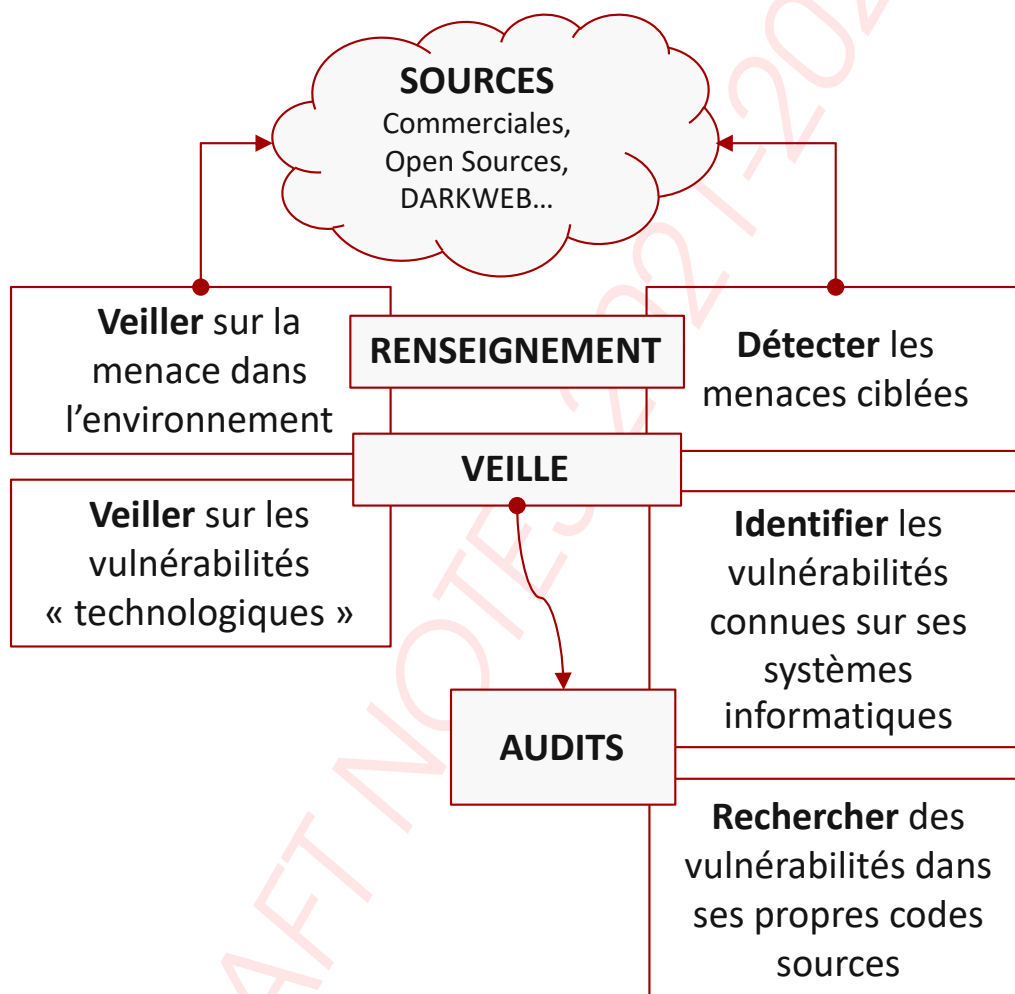 SOURCES
Commerciales,
Open Sources,
DARKWEB…
Veiller sur la
menace dans
l’environnement
RENSEIGNEMENT
Détecter les
menaces ciblées
VEILLE
Veiller sur les
vulnérabilités
« technologiques »
Identifier les
vulnérabilités
connues sur ses
systèmes
informatiques
AUDITS
Rechercher des
vulnérabilités dans
ses propres codes
sources